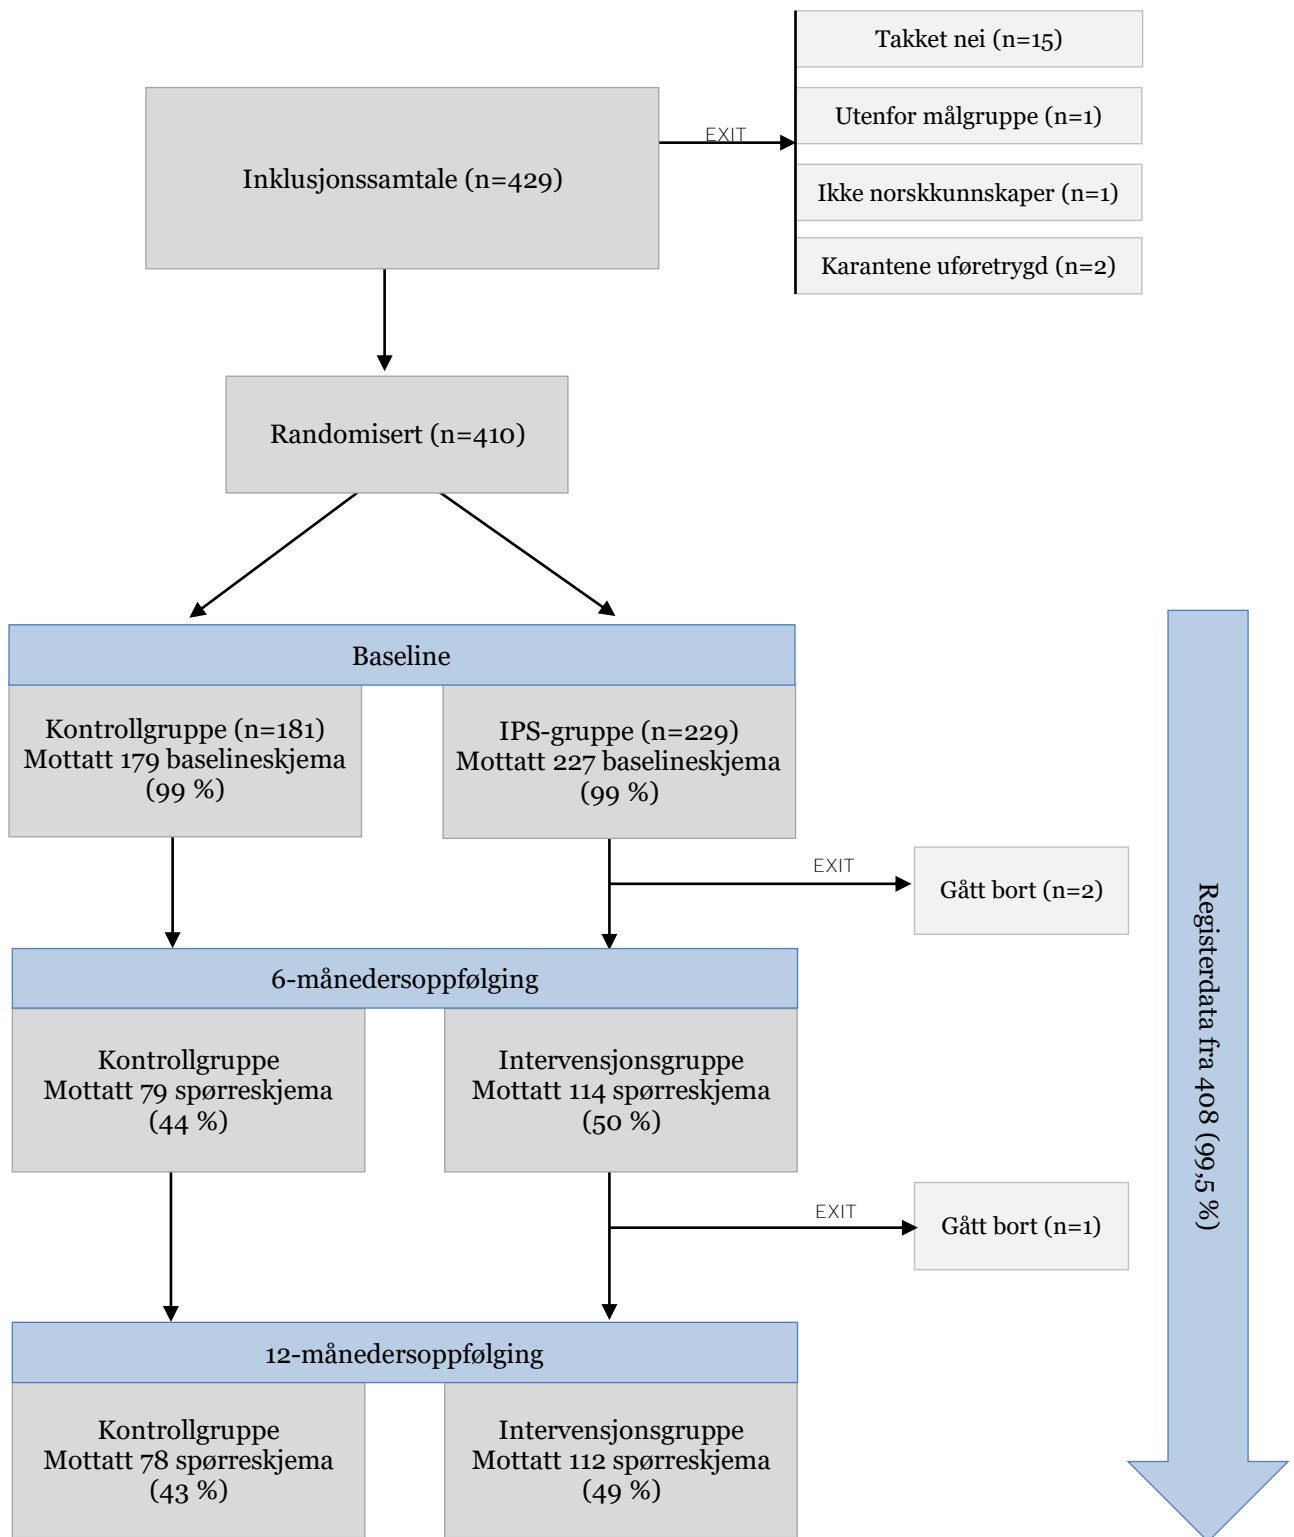 Takket nei (n=15)
Utenfor målgruppe (n=1)
Inklusjonssamtale (n=429)
EXIT
Ikke norskkunnskaper (n=1)
Karantene uføretrygd (n=2)
Randomisert (n=410)
Baseline
Kontrollgruppe (n=181)
Mottatt 179 baselineskjema
(99 %)
IPS-gruppe (n=229)
Mottatt 227 baselineskjema
(99 %)
EXIT
Gått bort (n=2)
Registerdata fra 408 (99,5 %)
6-månedersoppfølging
Kontrollgruppe
Mottatt 79 spørreskjema
(44 %)
Intervensjonsgruppe
Mottatt 114 spørreskjema
(50 %)
EXIT
Gått bort (n=1)
12-månedersoppfølging
Kontrollgruppe
Mottatt 78 spørreskjema
(43 %)
Intervensjonsgruppe
Mottatt 112 spørreskjema
(49 %)